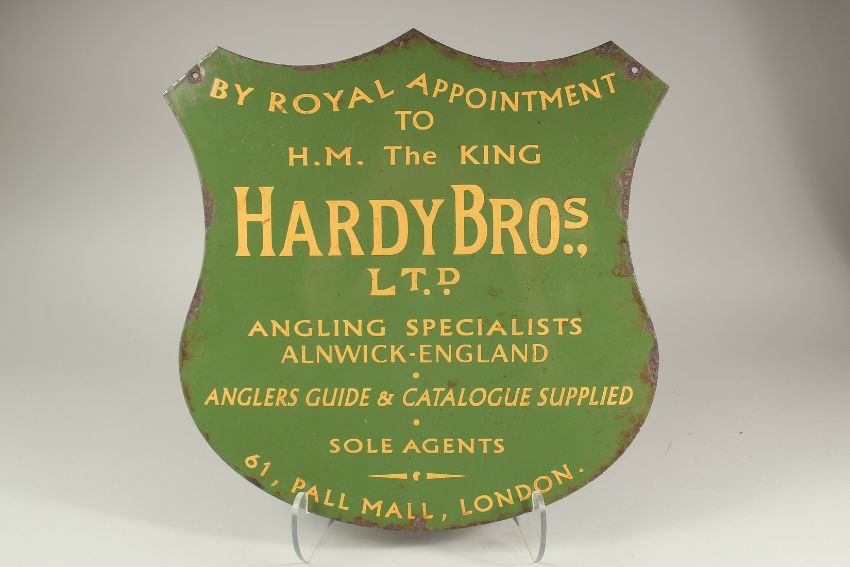 BY ROYAL APPOINTMENT
TO
H.M. The KING
HARDY BROS.,
LTD.
ANGLING SPECIALISTS
ALNWICK-ENGLAND
ANGLERS GUIDE & CATALOGUE SUPPLIED
SOLE AGENTS
61, PALL MALL, LONDON.